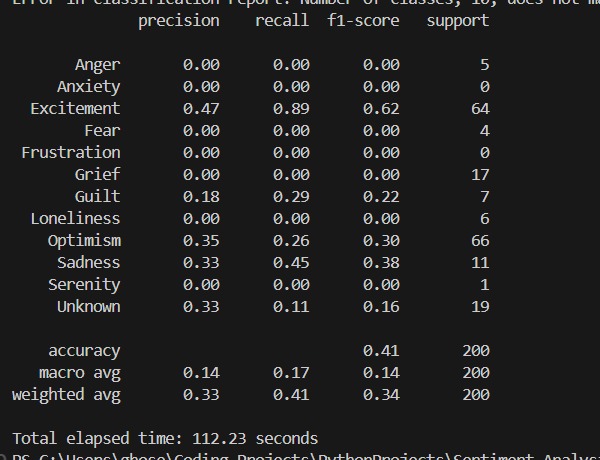 Error in classification report: Number of classes, 10, does not ma
precision recall f1-score support
Anger 0.00 0.00 0.00 5
Anxiety 0.00 0.00 0.00 0
Excitement 0.47 0.89 0.62 64
Fear 0.00 0.00 0.00 4
Frustration 0.00 0.00 0.00 0
Grief 0.00 0.00 0.00 17
Guilt 0.18 0.29 0.22 7
Loneliness 0.00 0.00 0.00 6
Optimism 0.35 0.26 0.30 66
Sadness 0.33 0.45 0.38 11
Serenity 0.00 0.00 0.00 1
Unknown 0.33 0.11 0.16 19
accuracy 0.41 200
macro avg 0.14 0.17 0.14 200
weighted avg 0.33 0.41 0.34 200
Total elapsed time: 112.23 seconds
PS C:\Users\ghose\Coding Projects\PythonProjects\Sentiment Analys